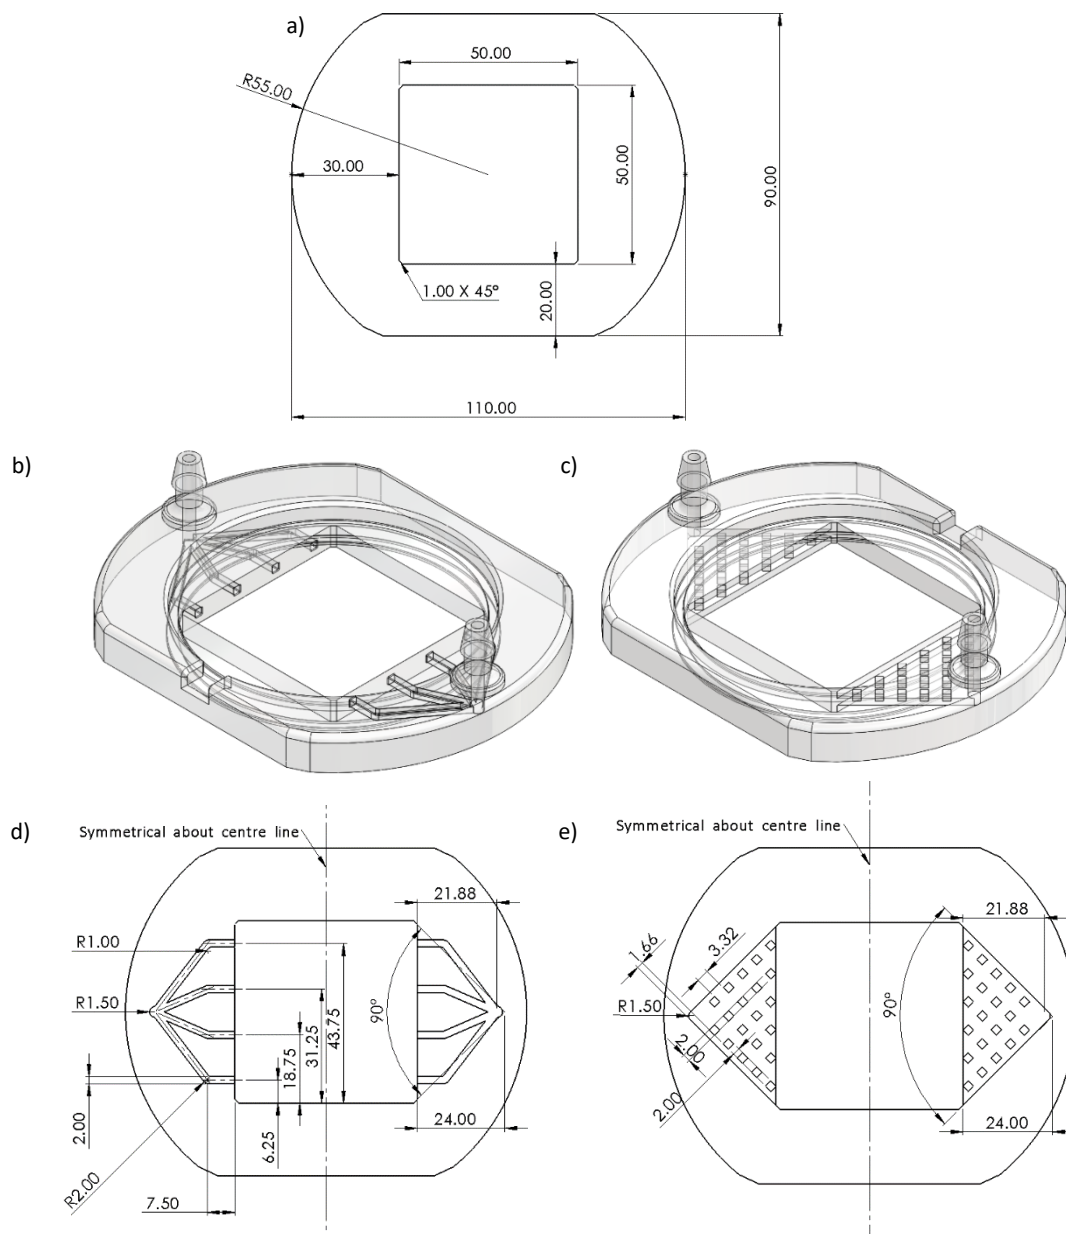 a)
50.00
R55.00
30.00
50.00
90.00
1.00 X 45°
20.00
110.00
b)
c)
d)
Symmetrical about centre line
21.88
R1.00
R1.50
90°
43.75
31.25
18.75
6.25
2.00
R2.00
7.50
24.00
e)
Symmetrical about centre line
21.88
1.66
3.32
R1.50
90°
2.00
2.00
24.00